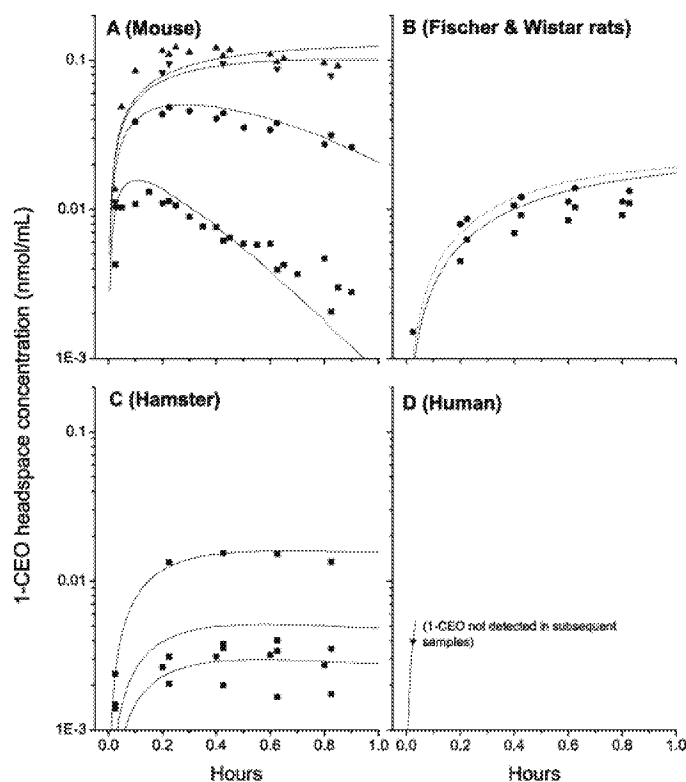 A (Mouse)
B (Fischer & Wistar rats)
0.1
0.01
1E-3
C (Hamster)
D (Human)
0.1
0.01
1E-3
(1-CEO not detected in subsequent
samples)
1-CEO headspace concentration (nmol/mL)
0.0 0.2 0.4 0.6 0.8 1.0
0.0 0.2 0.4 0.6 0.8 1.0
Hours
Hours